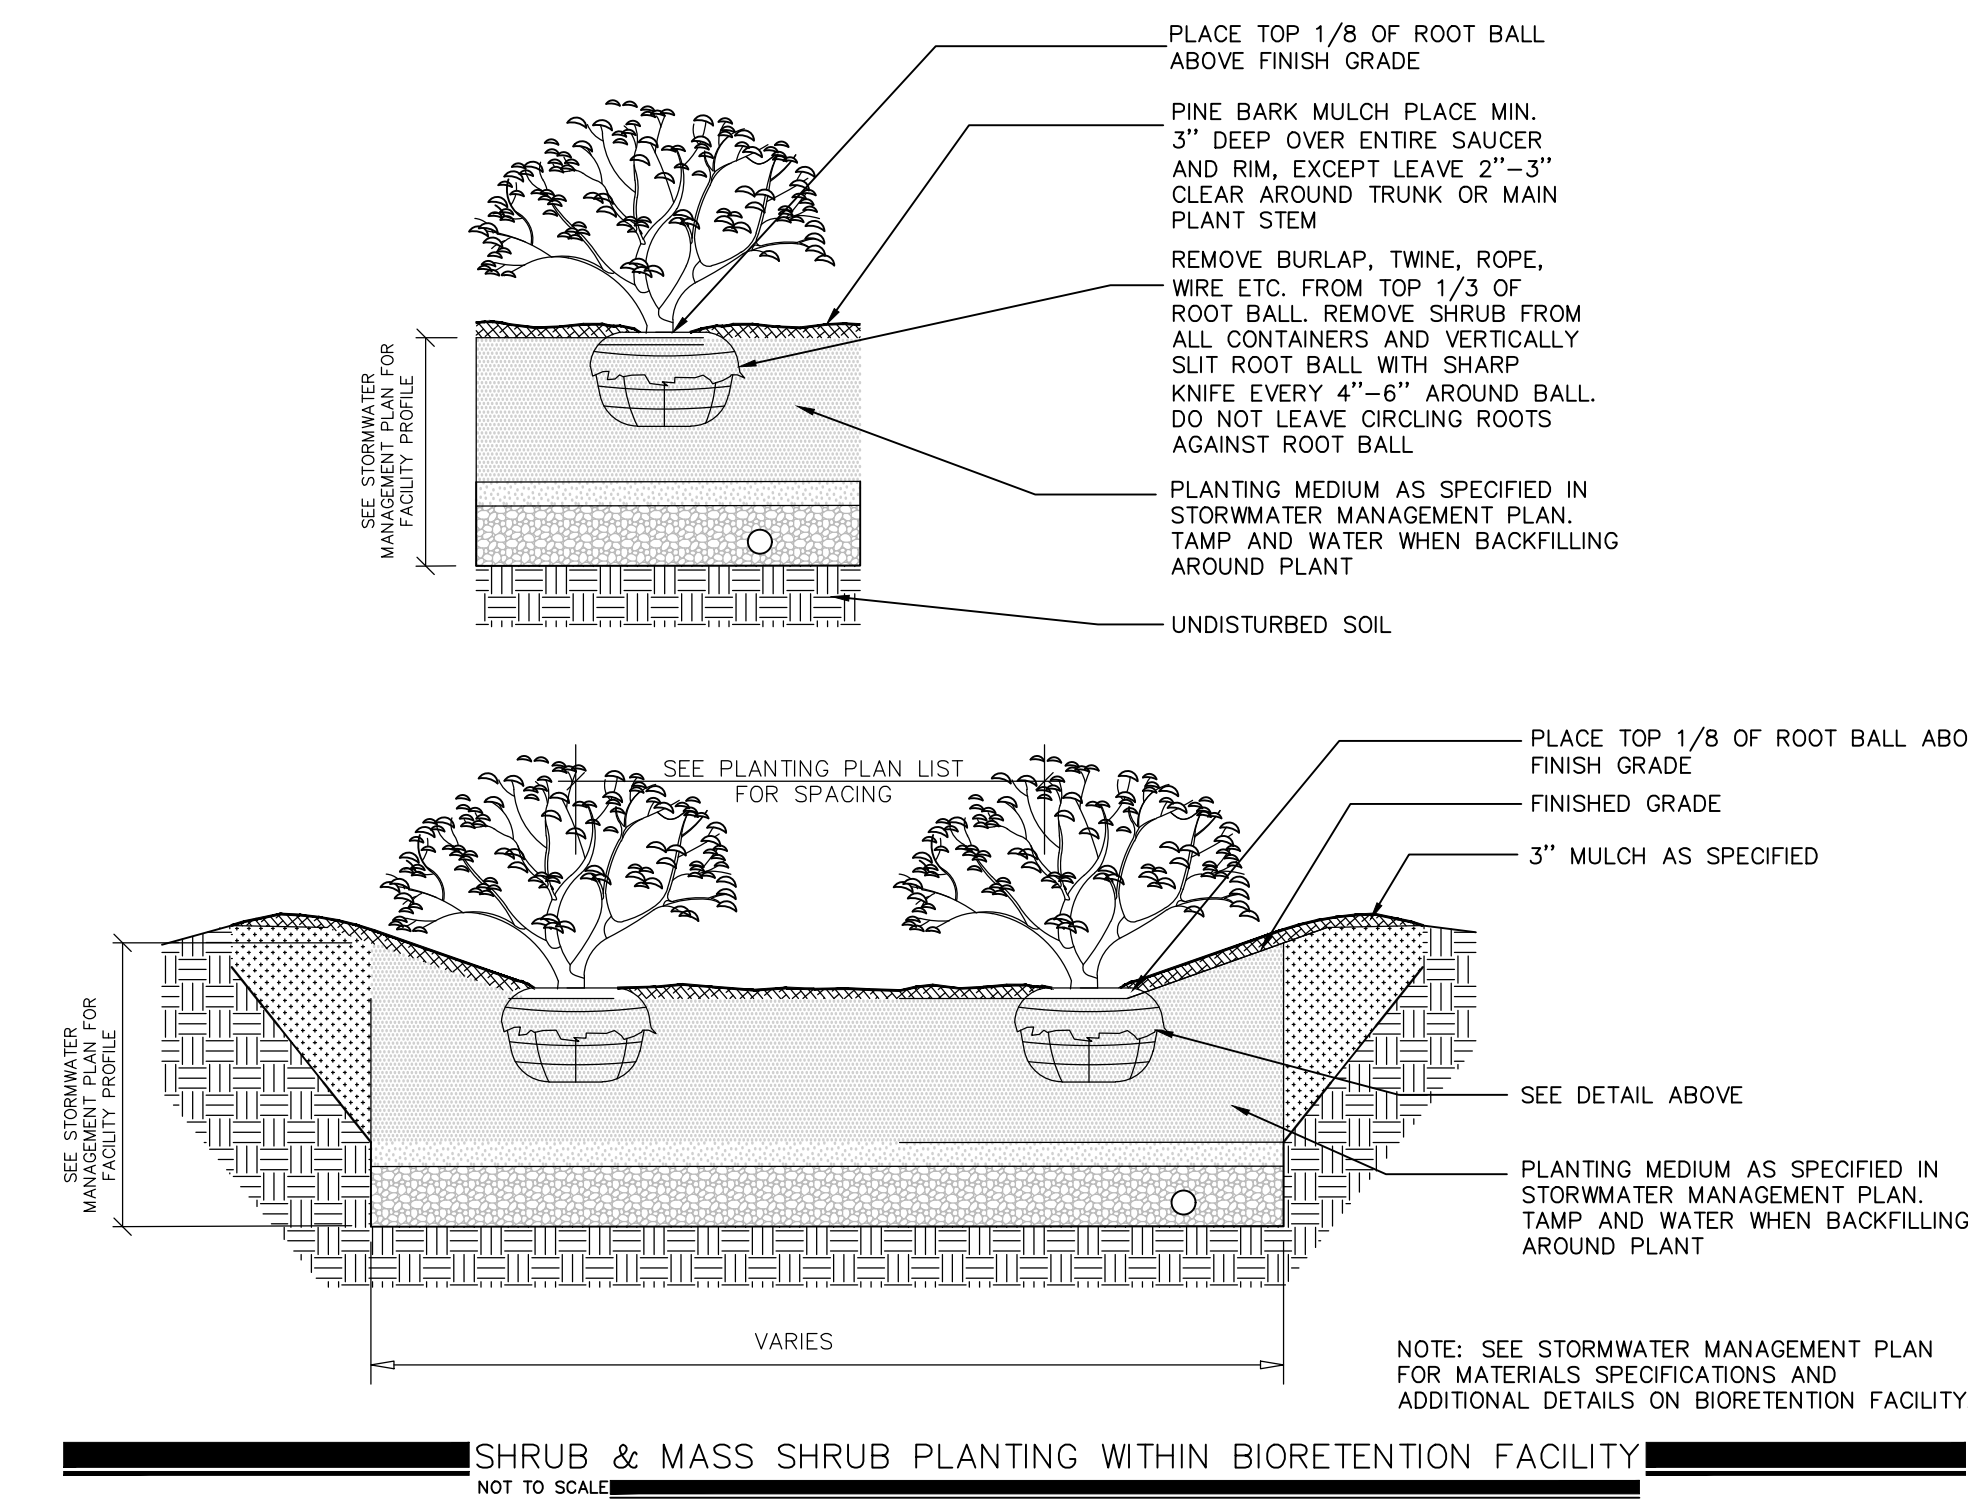 PLACE TOP 1/8 OF ROOT BALL
ABOVE FINISH GRADE
PINE BARK MULCH PLACE MIN.
3" DEEP OVER ENTIRE SAUCER
AND RIM, EXCEPT LEAVE 2"-3"
CLEAR AROUND TRUNK OR MAIN
PLANT STEM
REMOVE BURLAP, TWINE, ROPE,
WIRE ETC. FROM TOP 1/3 OF
ROOT BALL. REMOVE SHRUB FROM
ALL CONTAINERS AND VERTICALLY
SLIT ROOT BALL WITH SHARP
KNIFE EVERY 4"-6" AROUND BALL.
DO NOT LEAVE CIRCLING ROOTS
AGAINST ROOT BALL
SEE STORMWATER
MANAGEMENT PLAN FOR
FACILITY PROFILE
PLANTING MEDIUM AS SPECIFIED IN
STORWMATER MANAGEMENT PLAN.
TAMP AND WATER WHEN BACKFILLING
AROUND PLANT
UNDISTURBED SOIL
PLACE TOP 1/8 OF ROOT BALL ABO
FINISH GRADE
SEE PLANTING PLAN LIST
FOR SPACING
FINISHED GRADE
3" MULCH AS SPECIFIED
SEE STORMWATER
MANAGEMENT PLAN FOR
FACILITY PROFILE
SEE DETAIL ABOVE
PLANTING MEDIUM AS SPECIFIED IN
STORWMATER MANAGEMENT PLAN.
TAMP AND WATER WHEN BACKFILLING
AROUND PLANT
VARIES
NOTE: SEE STORMWATER MANAGEMENT PLAN
FOR MATERIALS SPECIFICATIONS AND
ADDITIONAL DETAILS ON BIORETENTION FACILITY.
SHRUB & MASS SHRUB PLANTING WITHIN BIORETENTION FACILITY
NOT TO SCALE